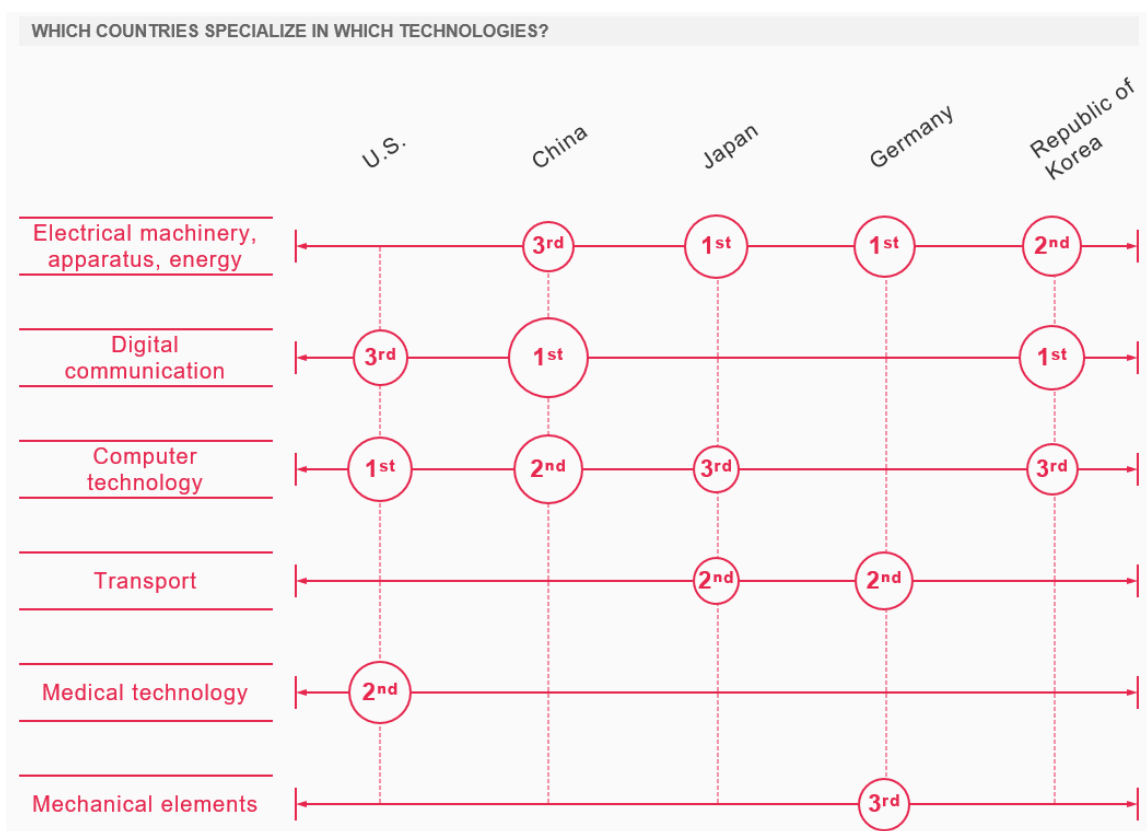 WHICH COUNTRIES SPECIALIZE IN WHICH TECHNOLOGIES?
U.S.
China
Japan
Germany
Republic of
Korea
Electrical machinery,
apparatus, energy
3rd
1st
1st
2nd
Digital
communication
3rd
1st
1st
Computer
technology
1st
2nd
3rd
3rd
Transport
2nd
2nd
Medical technology
2nd
Mechanical elements
3rd